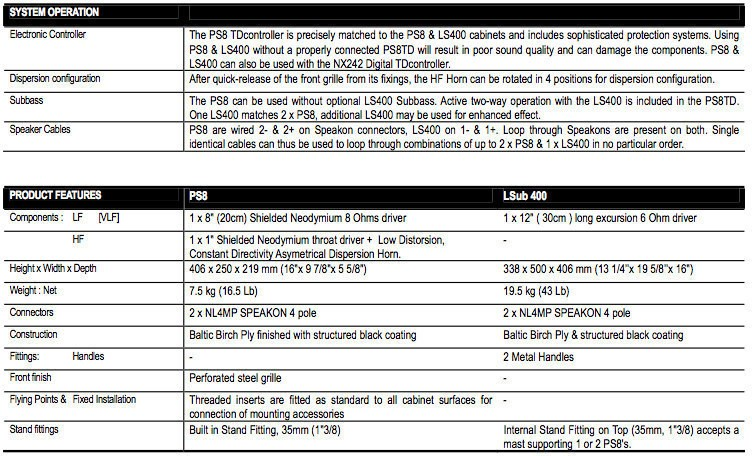 SYSTEM OPERATION
Electronic Controller
The PS8 TDcontroller is precisely matched to the PS8 & LS400 cabinets and includes sophisticated protection systems. Using
PS8 & LS400 without a properly connected PS8TD will result in poor sound quality and can damage the components. PS8 &
LS400 can also be used with the NX242 Digital TDcontroller.
Dispersion configuration
After quick-release of the front grille from its fixings, the HF Horn can be rotated in 4 positions for dispersion configuration.
Subbass
The PS8 can be used without optional LS400 Subbass. Active two-way operation with the LS400 is included in the PS8TD.
One LS400 matches 2 x PS8, additional LS400 may be used for enhanced effect.
Speaker Cables
PS8 are wired 2- & 2+ on Speakon connectors, LS400 on 1- & 1+. Loop through Speakons are present on both. Single
identical cables can thus be used to loop through combinations of up to 2 x PS8 & 1 x LS400 in no particular order.
PRODUCT FEATURES PS8 LSub 400
Components : LF [VLF] 1 x 8" (20cm) Shielded Neodymium 8 Ohms driver 1 x 12" ( 30cm ) long excursion 6 Ohm driver
HF 1 x 1" Shielded Neodymium throat driver + Low Distorsion, -
Constant Directivity Asymetrical Dispersion Horn.
Height x Width x Depth 406 x 250 x 219 mm (16"x 9 7/8"x 5 5/8") 338 x 500 x 406 mm (13 1/4"x 19 5/8"x 16")
Weight : Net 7.5 kg (16.5 Lb) 19.5 kg (43 Lb)
Connectors 2 x NL4MP SPEAKON 4 pole 2 x NL4MP SPEAKON 4 pole
Construction Baltic Birch Ply finished with structured black coating Baltic Birch Ply & structured black coating
Fittings: Handles - 2 Metal Handles
Front finish Perforated steel grille -
Flying Points & Fixed Installation Threaded inserts are fitted as standard to all cabinet surfaces for -
connection of mounting accessories
Stand fittings Built in Stand Fitting, 35mm (1"3/8) Internal Stand Fitting on Top (35mm, 1"3/8) accepts a
mast supporting 1 or 2 PS8's.